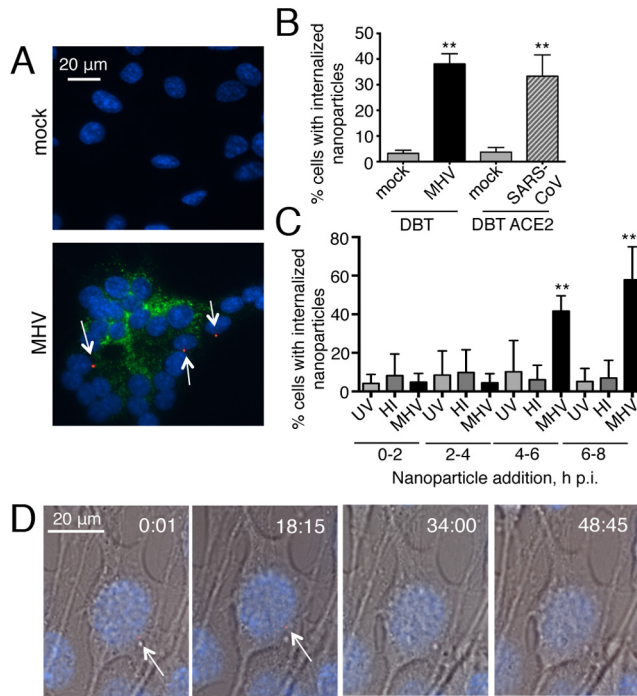 A
20 µm
mock
MHV
B
% cells with internalized
nanoparticles
50
40
30
20
10
0
**
**
mock
MHV
mock
SARS-
CoV
DBT
DBT ACE2
C
% cells with internalized
nanoparticles
80
60
40
20
0
**
**
UV
HI
MHV
UV
HI
MHV
UV
HI
MHV
UV
HI
MHV
0-2
2-4
4-6
6-8
Nanoparticle addition, h p.i.
D
20 µm
0:01
18:15
34:00
48:45